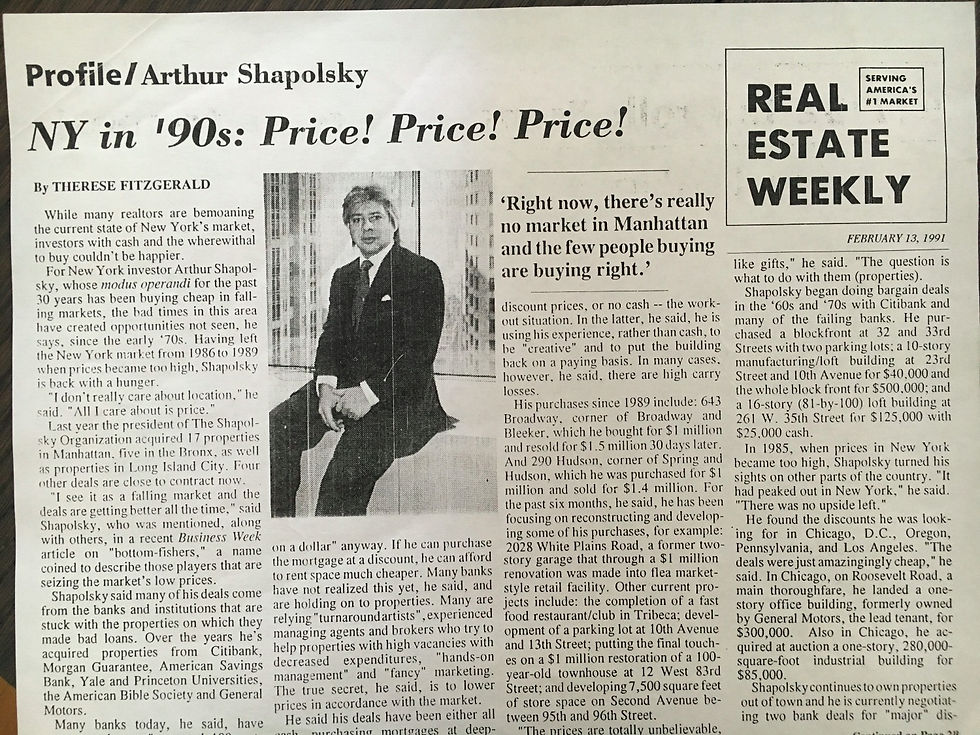 Profile/Arthur Shapolsky
NY in '90s: Price! Price! Price!
REAL
ESTATE
WEEKLY
SERVING
AMERICA'S
#1 MARKET
FEBRUARY 13, 1991
By THERESE FITZGERALD
While many realtors are bemoaning
the current state of New York's market,
investors with cash and the wherewithal
to buy couldn't be happier.
For New York investor Arthur Shapol-
sky, whose modus operandi for the past
30 years has been buying cheap in fall-
ing markets, the bad times in this area
have created opportunities not seen, he
says, since the early '70s. Having left
the New York market from 1986 to 1989
when prices became too high, Shapolsky
is back with a hunger.
"I don't really care about location," he
said. "All I care about is price."
Last year the president of The Shapol-
sky Organization acquired 17 properties
in Manhattan, five in the Bronx, as well
as properties in Long Island City. Four
other deals are close to contract now.
"I see it as a falling market and the
deals are getting better all the time," said
Shapolsky, who was mentioned, along
with others, in a recent Business Week
article on "bottom-fishers," a name
coined to describe those players that are
seizing the market's low prices.
Shapolsky said many of his deals come
from the banks and institutions that are
stuck with the properties on which they
made bad loans. Over the years he's
acquired properties from Citibank,
Morgan Guarantee, American Savings
Bank, Yale and Princeton Universities,
the American Bible Society and General
Motors.
Many banks today, he said, have
on a dollar" anyway. If he can purchase
the mortgage at a discount, he can afford
to rent space much cheaper. Many banks
have not realized this yet, he said, and
are holding on to properties. Many are
relying "turnaround artists", experienced
managing agents and brokers who try to
help properties with high vacancies with
decreased expenditures, "hands-on
management" and "fancy" marketing.
The true secret, he said, is to lower
prices in accordance with the market.
He said his deals have been either all
cash, purchasing mortgages at deep-
'Right now, there's really
no market in Manhattan
and the few people buying
are buying right.'
discount prices, or no cash -- the work-
out situation. In the latter, he said, he is
using his experience, rather than cash, to
be "creative" and to put the building
back on a paying basis. In many cases,
however, he said, there are high carry
losses.
His purchases since 1989 include: 643
Broadway, corner of Broadway and
Bleeker, which he bought for $1 million
and resold for $1.5 million 30 days later.
And 290 Hudson, corner of Spring and
Hudson, which he was purchased for $1
million and sold for $1.4 million. For
the past six months, he said, he has been
focusing on reconstructing and develop-
ing some of his purchases, for example:
2028 White Plains Road, a former two-
story garage that through a $1 million
renovation was made into flea market-
style retail facility. Other current pro-
jects include: the completion of a fast
food restaurant/club in Tribeca; devel-
opment of a parking lot at 10th Avenue
and 13th Street; putting the final touch-
es on a $1 million restoration of a 100-
year-old townhouse at 12 West 83rd
Street; and developing 7,500 square feet
of store space on Second Avenue be-
tween 95th and 96th Street.
"The prices are totally unbelievable,
like gifts," he said. "The question is
what to do with them (properties).
Shapolsky began doing bargain deals
in the '60s and '70s with Citibank and
many of the failing banks. He pur-
chased a blockfront at 32 and 33rd
Streets with two parking lots; a 10-story
manufacturing/loft building at 23rd
Street and 10th Avenue for $40,000 and
the whole block front for $500,000; and
a 16-story (81-by-100) loft building at
261 W. 35th Street for $125,000 with
$25,000 cash.
In 1985, when prices in New York
became too high, Shapolsky turned his
sights on other parts of the country. "It
had peaked out in New York," he said.
"There was no upside left."
He found the discounts he was look-
ing for in Chicago, D.C., Oregon,
Pennsylvania, and Los Angeles. "The
deals were just amazingingly cheap," he
said. In Chicago, on Roosevelt Road, a
main thoroughfare, he landed a one-
story office building, formerly owned
by General Motors, the lead tenant, for
$300,000. Also in Chicago, he ac-
quired at auction a one-story, 280,000-
square-foot industrial building for
$85,000.
Shapolsky continues to own properties
out of town and he is currently negotiat-
ing two bank deals for "major" dis-